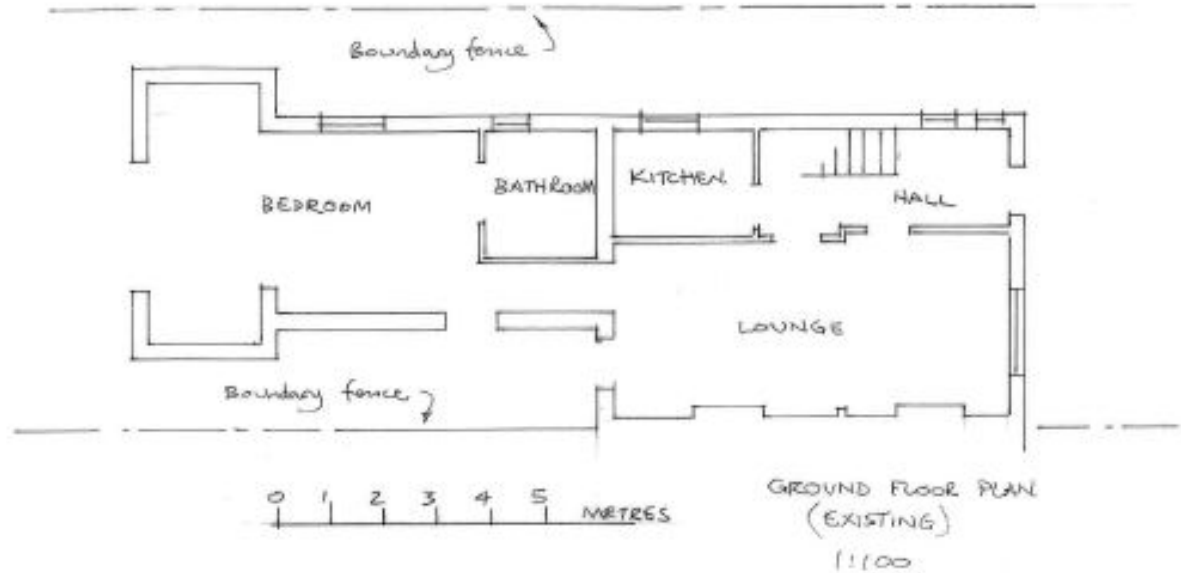 Boundary fence
BEDROOM
BATHROOM
KITCHEN
HALL
LOUNGE
Boundary fence
0 1 2 3 4 5 METRES
GROUND FLOOR PLAN
(EXISTING)
1:100